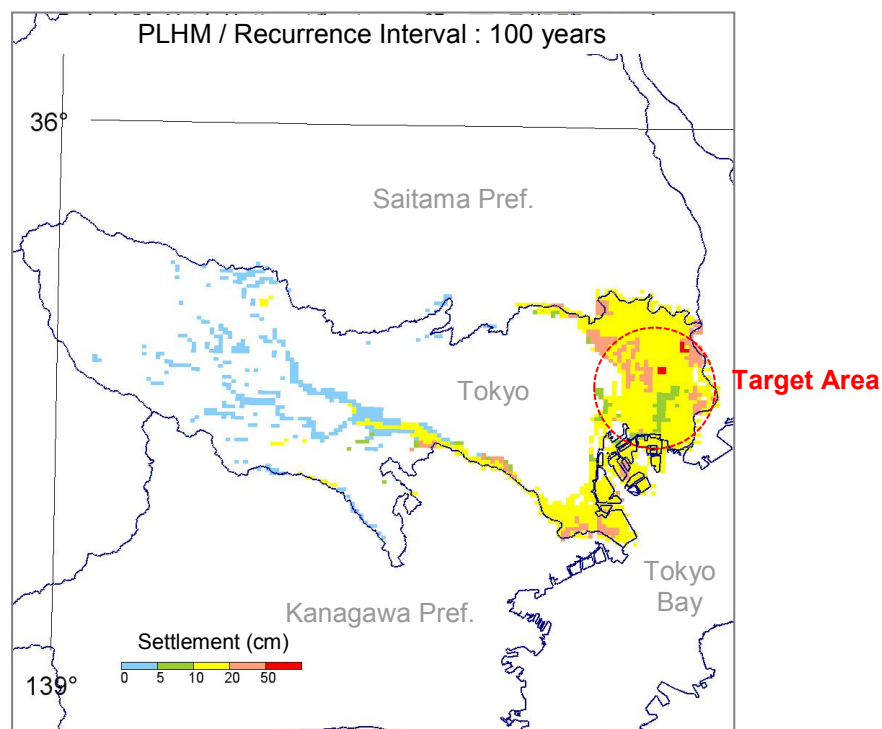 PLHM / Recurrence Interval : 100 years
36°
Saitama Pref.
Tokyo
Target Area
Tokyo
Bay
Kanagawa Pref.
Settlement (cm)
0 5 10 20 50
139°